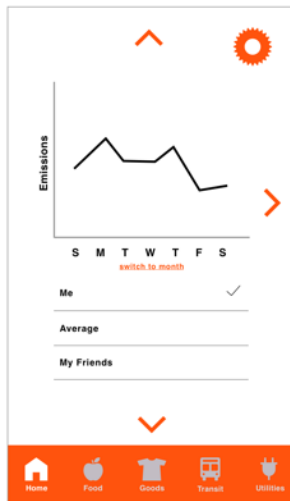 Emissions
S M T W T F S
switch to month
Me
Average
My Friends
Home Food Goods Transit Utilities